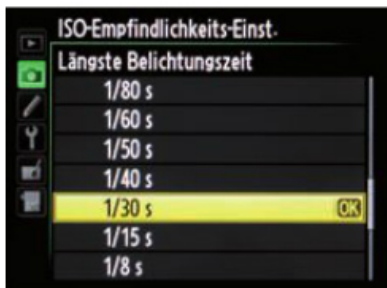 ISO-Empfindlichkeits-Einst.
Längste Belichtungszeit
1/80 s
1/60 s
1/50 s
1/40 s
1/30 s OK
1/15 s
1/8 s